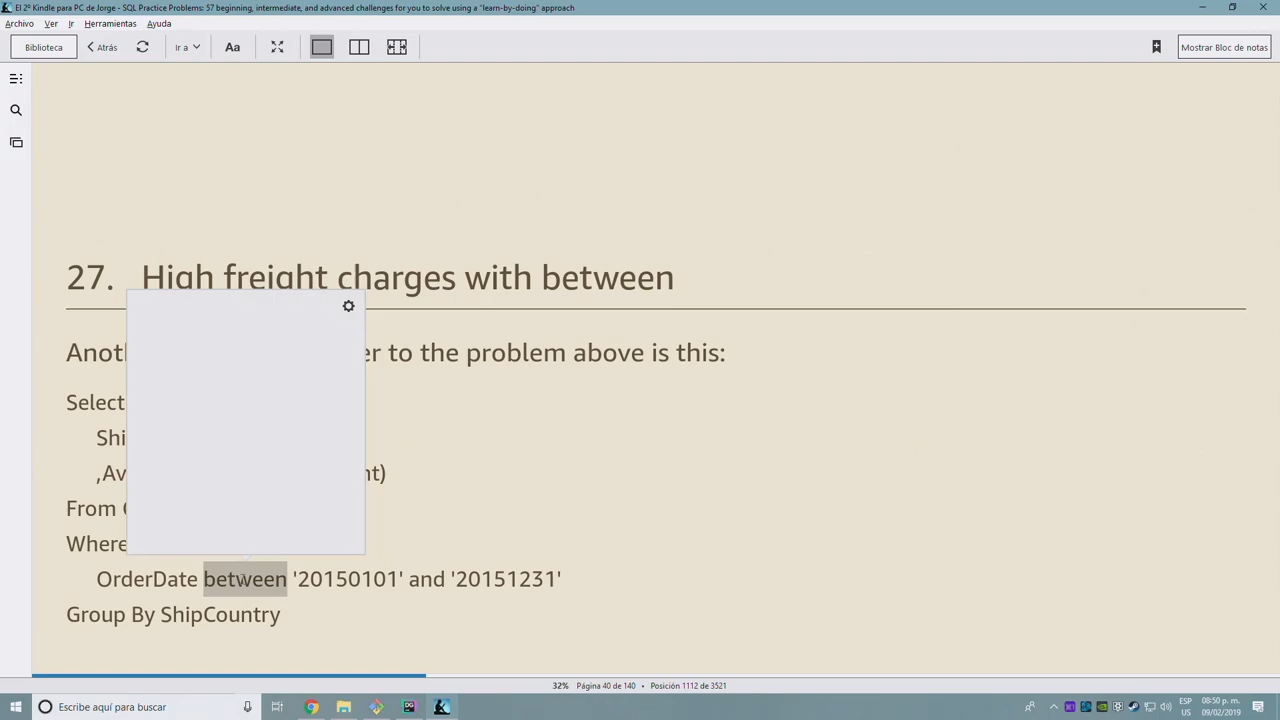 El 2º Kindle para PC de Jorge - SQL Practice Problems: 57 beginning, intermediate, and advanced challenges for you to solve using a "learn-by-doing" approach
Archivo Ver Ir Herramientas Ayuda
Biblioteca Atrás Ir a Aa Mostrar Bloc de notas
27. High freight charges with between
Anot er to the problem above is this:
Select
Shi
,Av nt)
From
Where
OrderDate between '20150101' and '20151231'
Group By ShipCountry
32% Página 40 de 140 • Posición 1112 de 3521
Escribe aquí para buscar
ESP 08:50 p. m.
US 09/02/2019